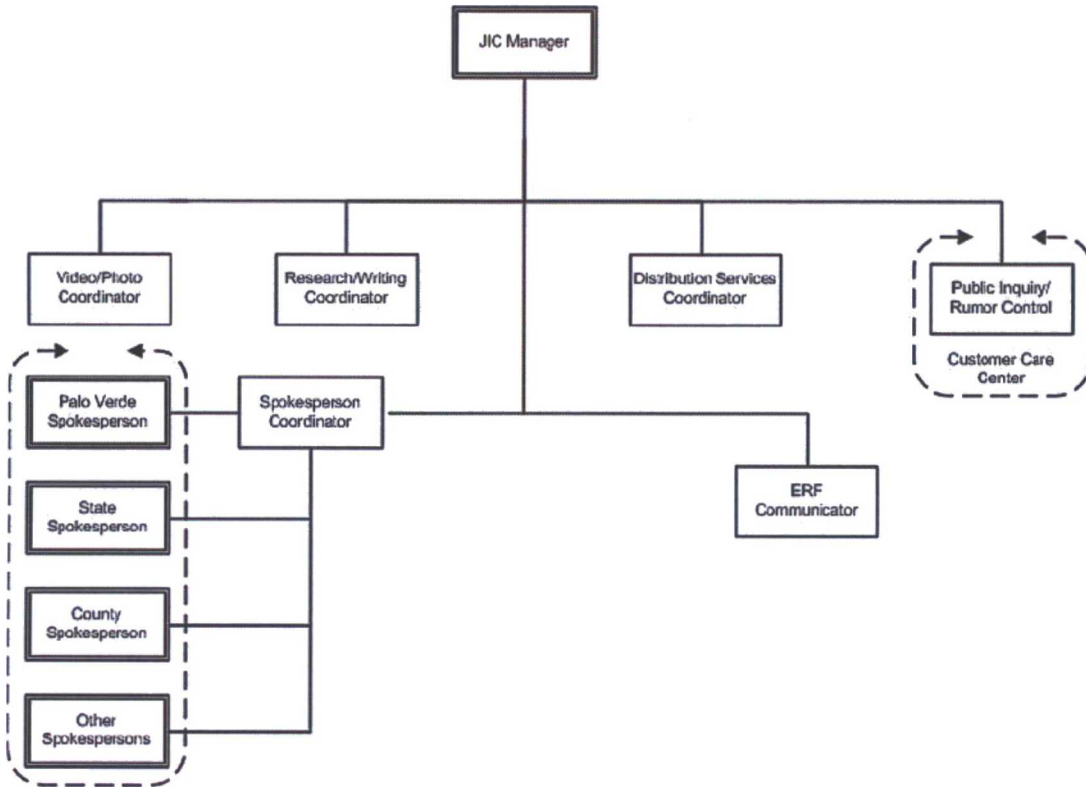 JIC Manager
Video/Photo
Coordinator
Research/Writing
Coordinator
Distribution Services
Coordinator
Public Inquiry/
Rumor Control
Customer Care
Center
Palo Verde
Spokesperson
Spokesperson
Coordinator
State
Spokesperson
ERF
Communicator
County
Spokesperson
Other
Spokespersons